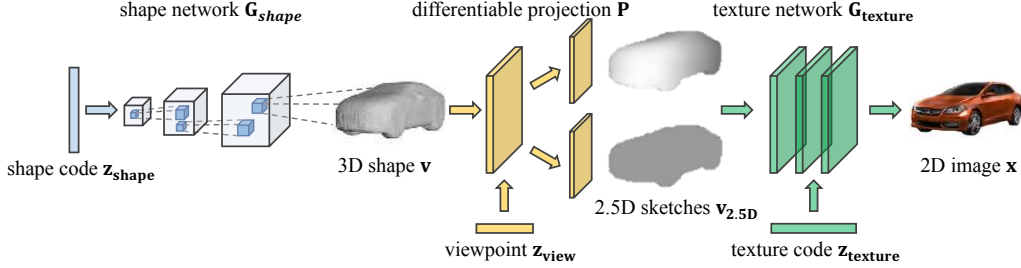 shape network G_shape
differentiable projection P
texture network G_texture
shape code z_shape
3D shape v
2.5D sketches v_2.5D
2D image x
viewpoint z_view
texture code z_texture